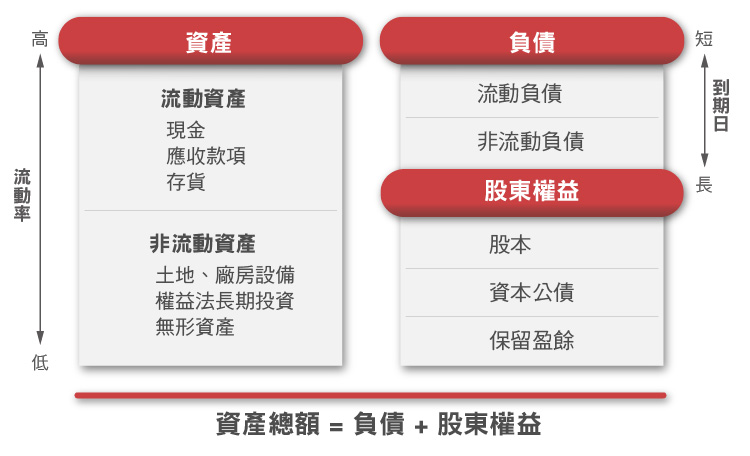 高
流動率
低
資產
流動資產
現金
應收款項
存貨
非流動資產
土地、廠房設備
權益法長期投資
無形資產
負債
流動負債
非流動負債
股東權益
股本
資本公債
保留盈餘
短
到期日
長
資產總額 = 負債 + 股東權益